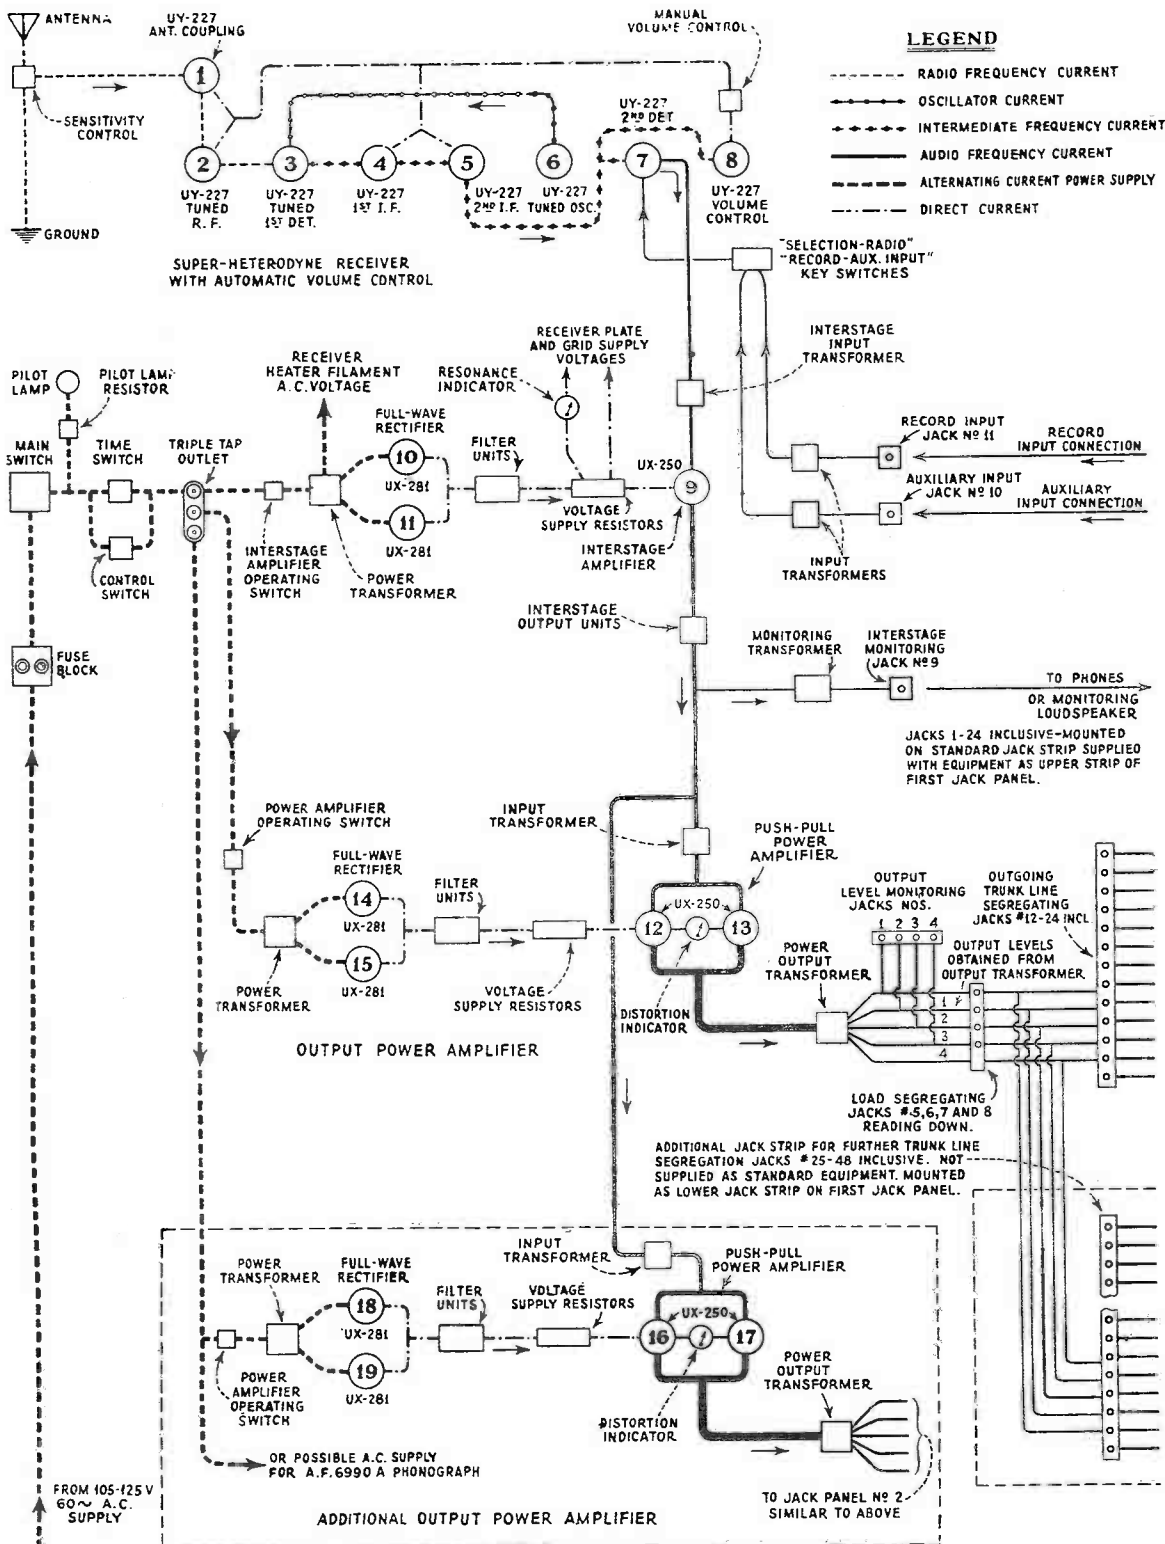 ANTENNA
UY-227
ANT. COUPLING
MANUAL
VOLUME CONTROL
LEGEND
RADIO FREQUENCY CURRENT
OSCILLATOR CURRENT
INTERMEDIATE FREQUENCY CURRENT
AUDIO FREQUENCY CURRENT
ALTERNATING CURRENT POWER SUPPLY
DIRECT CURRENT
SENSITIVITY
CONTROL
GROUND
1
2
3
4
5
6
7
8
UY-227
TUNED
R. F.
UY-227
TUNED
1ST DET.
UY-227
1ST I.F.
UY-227
2ND I.F.
UY-227
TUNED OSC.
UY-227
2ND DET
UY-227
VOLUME
CONTROL
SUPER-HETERODYNE RECEIVER
WITH AUTOMATIC VOLUME CONTROL
"SELECTION-RADIO"
"RECORD-AUX. INPUT"
KEY SWITCHES
INTERSTAGE
INPUT
TRANSFORMER
RECEIVER PLATE
AND GRID SUPPLY
VOLTAGES
RESONANCE
INDICATOR
RECEIVER
HEATER FILAMENT
A.C. VOLTAGE
PILOT
LAMP
PILOT LAMP
RESISTOR
MAIN
SWITCH
TIME
SWITCH
TRIPLE TAP
OUTLET
FULL-WAVE
RECTIFIER
10
UX-281
11
UX-281
FILTER
UNITS
UX-250
9
VOLTAGE
SUPPLY RESISTORS
INTERSTAGE
AMPLIFIER
RECORD INPUT
JACK Nº 11
RECORD
INPUT CONNECTION
AUXILIARY INPUT
JACK Nº 10
AUXILIARY
INPUT CONNECTION
INPUT
TRANSFORMERS
CONTROL
SWITCH
INTERSTAGE
AMPLIFIER
OPERATING
SWITCH
POWER
TRANSFORMER
INTERSTAGE
OUTPUT UNITS
FUSE
BLOCK
MONITORING
TRANSFORMER
INTERSTAGE
MONITORING
JACK Nº 9
TO PHONES
OR MONITORING
LOUDSPEAKER
JACKS 1-24 INCLUSIVE-MOUNTED
ON STANDARD JACK STRIP SUPPLIED
WITH EQUIPMENT AS UPPER STRIP OF
FIRST JACK PANEL.
POWER AMPLIFIER
OPERATING SWITCH
FULL-WAVE
RECTIFIER
14
UX-281
15
UX-281
FILTER
UNITS
INPUT
TRANSFORMER
PUSH-PULL
POWER
AMPLIFIER
UX-250
12
13
POWER
TRANSFORMER
VOLTAGE
SUPPLY RESISTORS
DISTORTION
INDICATOR
POWER
OUTPUT
TRANSFORMER
OUTPUT
LEVEL MONITORING
JACKS NOS.
1 2 3 4
OUTGOING
TRUNK LINE
SEGREGATING
JACKS #12-24 INCL.
OUTPUT LEVELS
OBTAINED FROM
OUTPUT TRANSFORMER
1
2
3
4
OUTPUT POWER AMPLIFIER
LOAD SEGREGATING
JACKS #5,6,7 AND 8
READING DOWN.
ADDITIONAL JACK STRIP FOR FURTHER TRUNK LINE
SEGREGATION JACKS #25-48 INCLUSIVE. NOT
SUPPLIED AS STANDARD EQUIPMENT. MOUNTED
AS LOWER JACK STRIP ON FIRST JACK PANEL.
POWER
TRANSFORMER
FULL-WAVE
RECTIFIER
18
UX-281
19
UX-281
FILTER
UNITS
VOLTAGE
SUPPLY RESISTORS
INPUT
TRANSFORMER
PUSH-PULL
POWER AMPLIFIER
UX-250
16
17
POWER
AMPLIFIER
OPERATING
SWITCH
DISTORTION
INDICATOR
POWER
OUTPUT
TRANSFORMER
OR POSSIBLE A.C. SUPPLY
FOR A.F.6990 A PHONOGRAPH
FROM 105-125 V
60~ A.C.
SUPPLY
ADDITIONAL OUTPUT POWER AMPLIFIER
TO JACK PANEL Nº 2
SIMILAR TO ABOVE